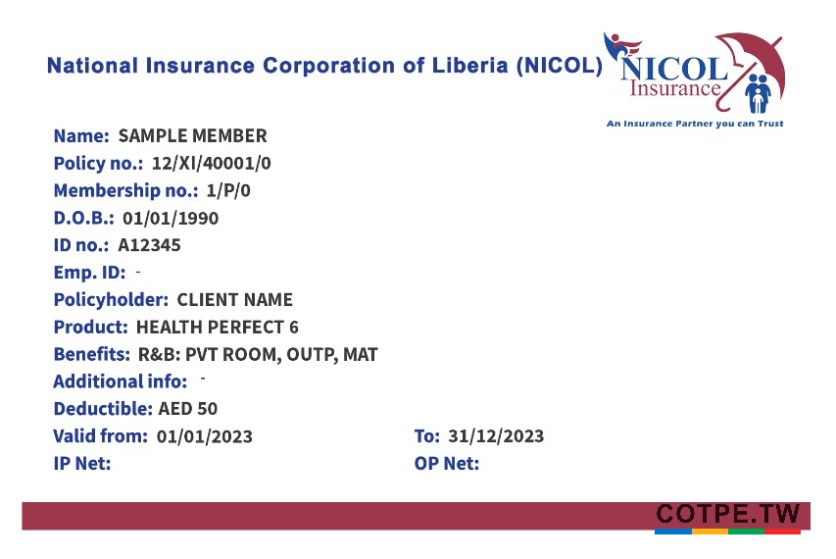 National Insurance Corporation of Liberia (NICOL)
NICOL
Insurance
An Insurance Partner you can Trust
Name: SAMPLE MEMBER
Policy no.: 12/XI/40001/0
Membership no.: 1/P/0
D.O.B.: 01/01/1990
ID no.: A12345
Emp. ID: -
Policyholder: CLIENT NAME
Product: HEALTH PERFECT 6
Benefits: R&B: PVT ROOM, OUTP, MAT
Additional info: -
Deductible: AED 50
Valid from: 01/01/2023 To: 31/12/2023
IP Net: OP Net:
COTPE.TW